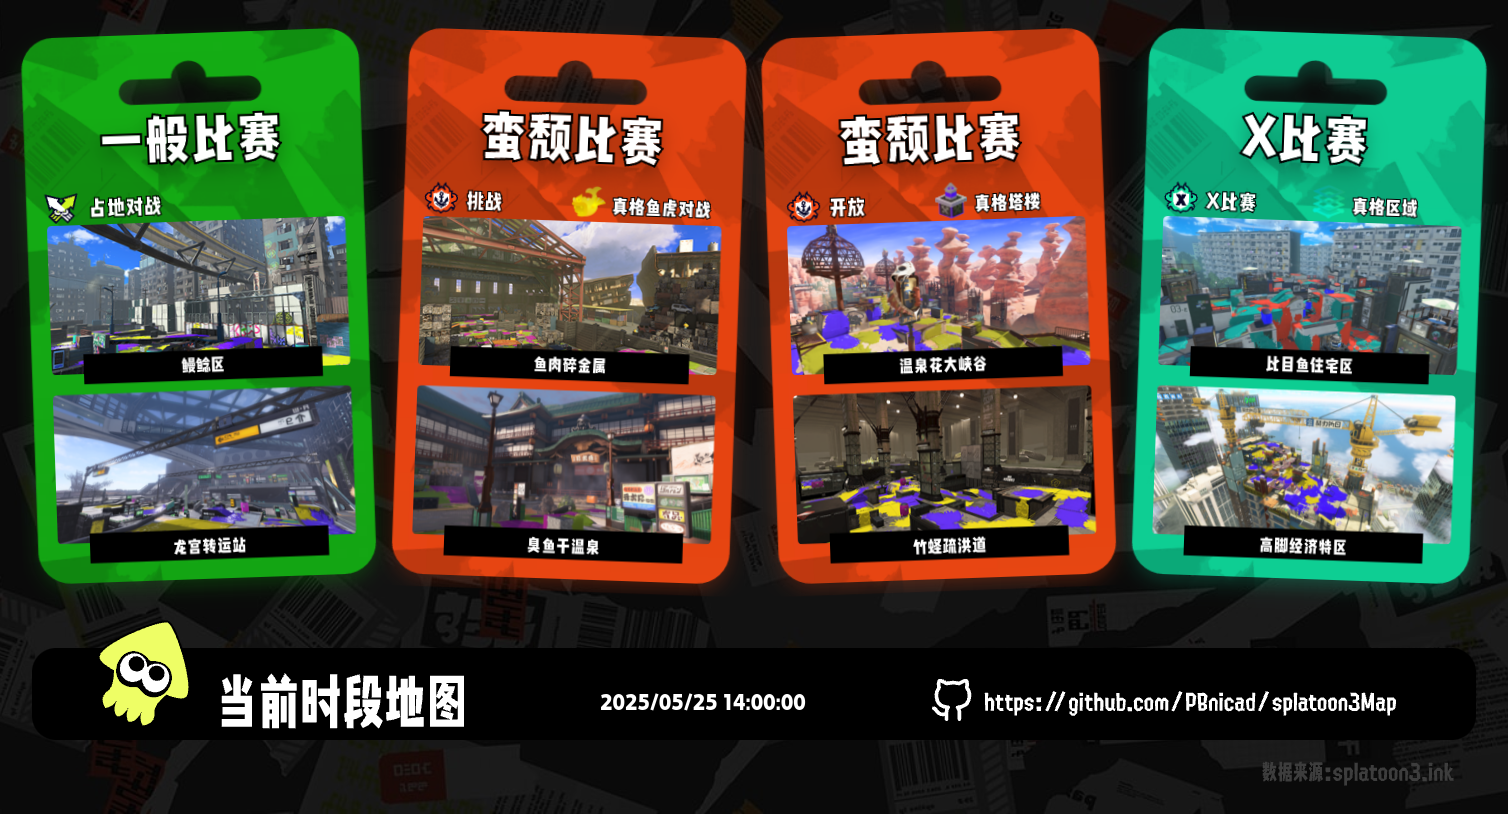 一般比赛
占地对战
鳗鲶区
龙宫转运站
蛮颓比赛
挑战
真格鱼虎对战
鱼肉碎金属
臭鱼干温泉
蛮颓比赛
开放
真格塔楼
温泉花大峡谷
竹蛏疏洪道
X比赛
X比赛
真格区域
比目鱼住宅区
高脚经济特区
当前时段地图
2025/05/25 14:00:00
https://github.com/PBnicad/splatoon3Map
数据来源:splatoon3.ink